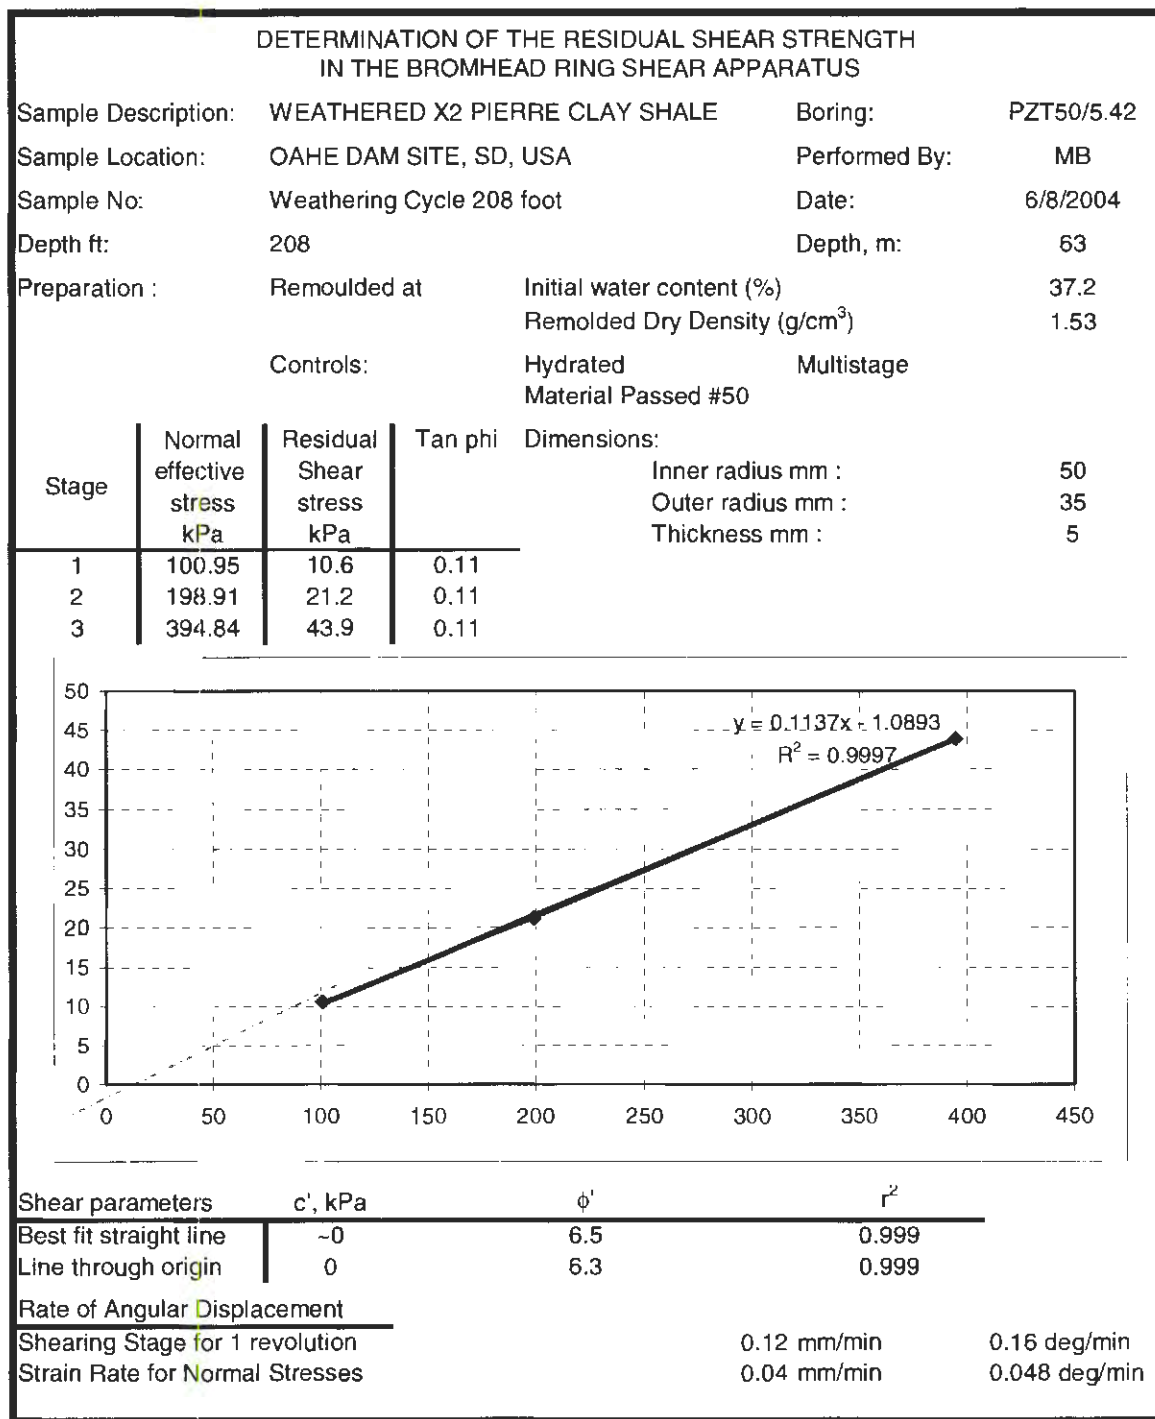 DETERMINATION OF THE RESIDUAL SHEAR STRENGTH
IN THE BROMHEAD RING SHEAR APPARATUS
Sample Description: WEATHERED X2 PIERRE CLAY SHALE Boring: PZT50/5.42
Sample Location: OAHE DAM SITE, SD, USA Performed By: MB
Sample No: Weathering Cycle 208 foot Date: 6/8/2004
Depth ft: 208 Depth, m: 63
Preparation : Remoulded at Initial water content (%) 37.2
Remolded Dry Density (g/cm³) 1.53
Controls: Hydrated Multistage
Material Passed #50
Stage Normal effective stress kPa Residual Shear stress kPa Tan phi
1 100.95 10.6 0.11
2 198.91 21.2 0.11
3 394.84 43.9 0.11
Dimensions:
Inner radius mm : 50
Outer radius mm : 35
Thickness mm : 5
y = 0.1137x - 1.0893
R² = 0.9997
50
45
40
35
30
25
20
15
10
5
0
0 50 100 150 200 250 300 350 400 450
Shear parameters c', kPa ϕ' r²
Best fit straight line ~0 6.5 0.999
Line through origin 0 6.3 0.999
Rate of Angular Displacement
Shearing Stage for 1 revolution 0.12 mm/min 0.16 deg/min
Strain Rate for Normal Stresses 0.04 mm/min 0.048 deg/min